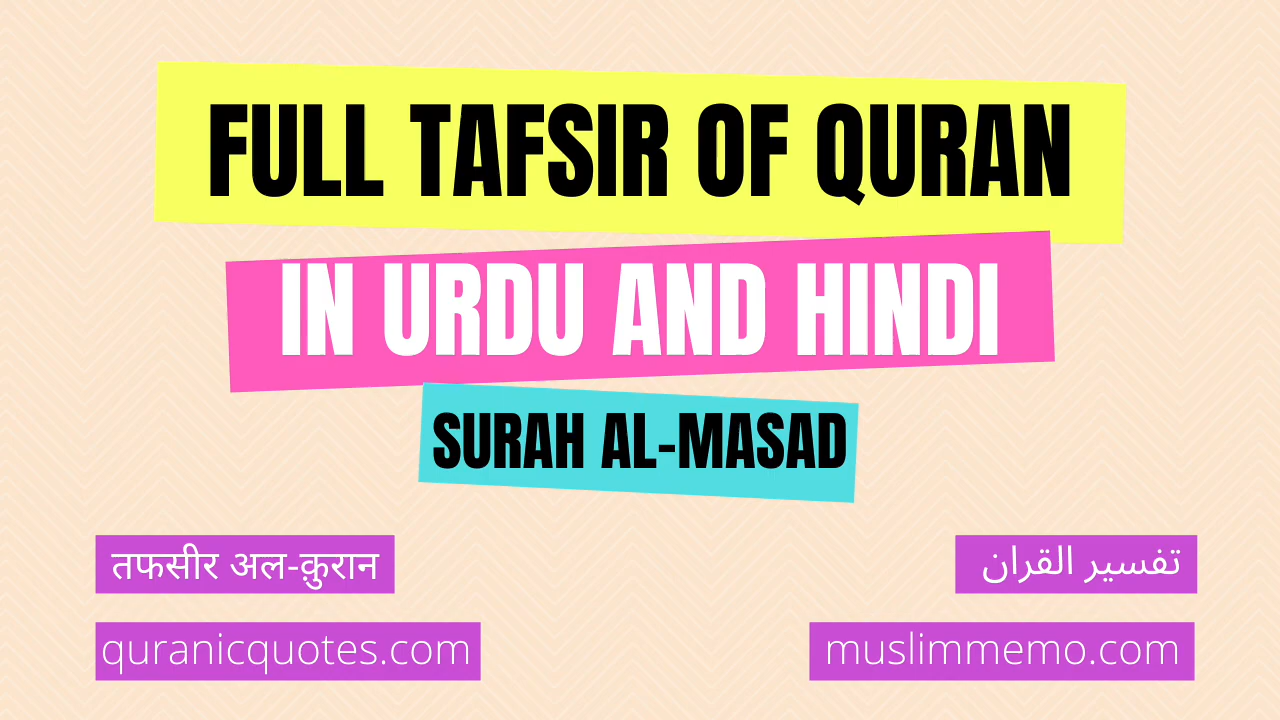 FULL TAFSIR OF QURAN
IN URDU AND HINDI
SURAH AL-MASAD
तफसीर अल-क़ुरान
تفسير القران
quranicquotes.com
muslimmemo.com